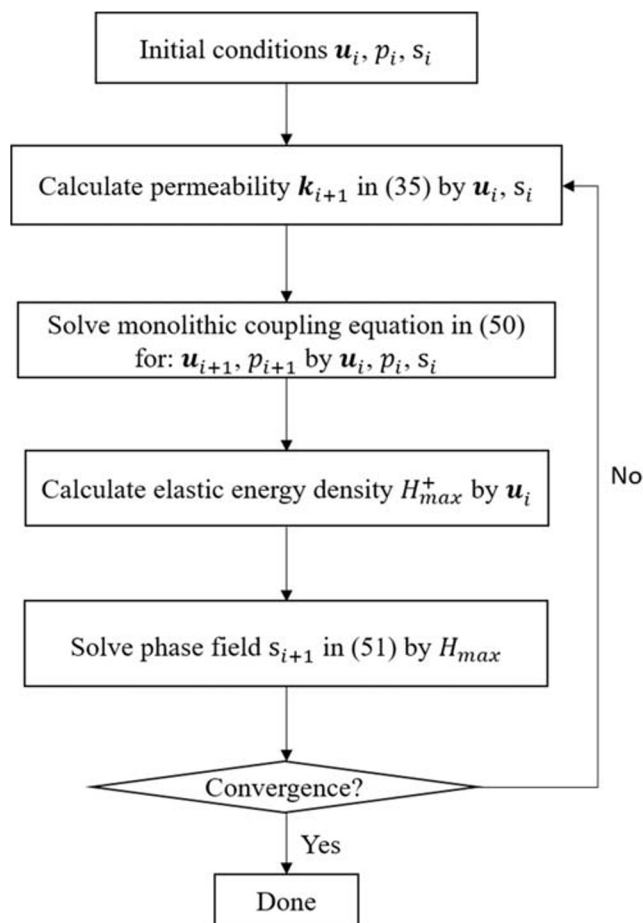 Initial conditions 𝒖ᵢ, pᵢ, sᵢ
Calculate permeability 𝒌ᵢ₊₁ in (35) by 𝒖ᵢ, sᵢ
Solve monolithic coupling equation in (50)
for: 𝒖ᵢ₊₁, pᵢ₊₁ by 𝒖ᵢ, pᵢ, sᵢ
Calculate elastic energy density H⁺ₘₐₓ by 𝒖ᵢ
No
Solve phase field sᵢ₊₁ in (51) by Hₘₐₓ
Convergence?
Yes
Done